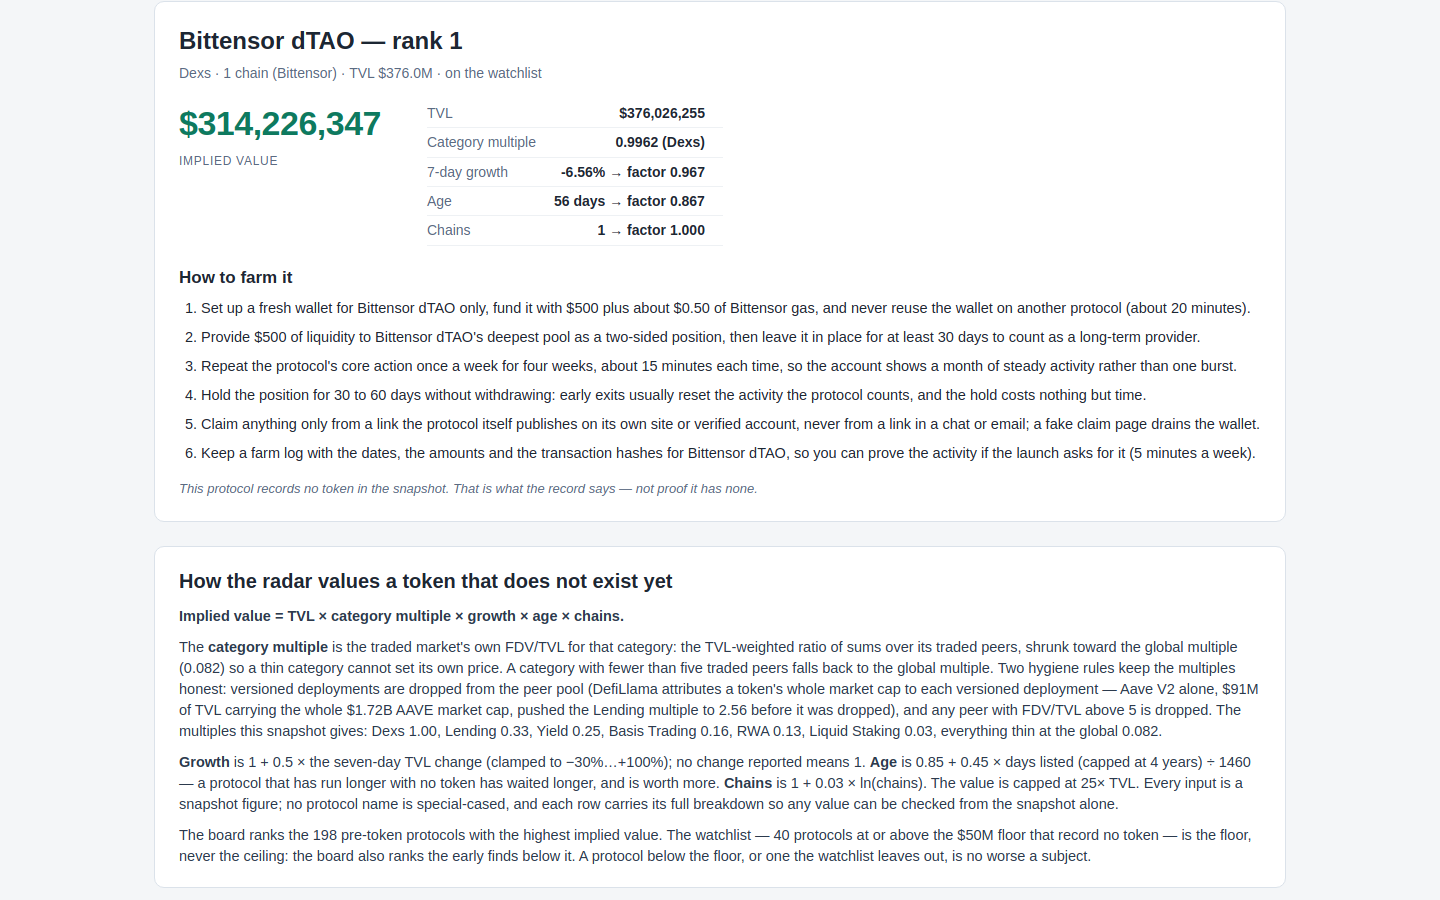 Bittensor dTAO — rank 1
Dexs · 1 chain (Bittensor) · TVL $376.0M · on the watchlist
$314,226,347
IMPLIED VALUE
TVL $376,026,255
Category multiple 0.9962 (Dexs)
7-day growth -6.56% → factor 0.967
Age 56 days → factor 0.867
Chains 1 → factor 1.000
How to farm it
1. Set up a fresh wallet for Bittensor dTAO only, fund it with $500 plus about $0.50 of Bittensor gas, and never reuse the wallet on another protocol (about 20 minutes).
2. Provide $500 of liquidity to Bittensor dTAO's deepest pool as a two-sided position, then leave it in place for at least 30 days to count as a long-term provider.
3. Repeat the protocol's core action once a week for four weeks, about 15 minutes each time, so the account shows a month of steady activity rather than one burst.
4. Hold the position for 30 to 60 days without withdrawing: early exits usually reset the activity the protocol counts, and the hold costs nothing but time.
5. Claim anything only from a link the protocol itself publishes on its own site or verified account, never from a link in a chat or email; a fake claim page drains the wallet.
6. Keep a farm log with the dates, the amounts and the transaction hashes for Bittensor dTAO, so you can prove the activity if the launch asks for it (5 minutes a week).
This protocol records no token in the snapshot. That is what the record says — not proof it has none.
How the radar values a token that does not exist yet
Implied value = TVL × category multiple × growth × age × chains.
The category multiple is the traded market's own FDV/TVL for that category: the TVL-weighted ratio of sums over its traded peers, shrunk toward the global multiple
(0.082) so a thin category cannot set its own price. A category with fewer than five traded peers falls back to the global multiple. Two hygiene rules keep the multiples
honest: versioned deployments are dropped from the peer pool (DefiLlama attributes a token's whole market cap to each versioned deployment — Aave V2 alone, $91M
of TVL carrying the whole $1.72B AAVE market cap, pushed the Lending multiple to 2.56 before it was dropped), and any peer with FDV/TVL above 5 is dropped. The
multiples this snapshot gives: Dexs 1.00, Lending 0.33, Yield 0.25, Basis Trading 0.16, RWA 0.13, Liquid Staking 0.03, everything thin at the global 0.082.
Growth is 1 + 0.5 × the seven-day TVL change (clamped to −30%…+100%); no change reported means 1. Age is 0.85 + 0.45 × days listed (capped at 4 years) ÷ 1460
— a protocol that has run longer with no token has waited longer, and is worth more. Chains is 1 + 0.03 × ln(chains). The value is capped at 25× TVL. Every input is a
snapshot figure; no protocol name is special-cased, and each row carries its full breakdown so any value can be checked from the snapshot alone.
The board ranks the 198 pre-token protocols with the highest implied value. The watchlist — 40 protocols at or above the $50M floor that record no token — is the floor,
never the ceiling: the board also ranks the early finds below it. A protocol below the floor, or one the watchlist leaves out, is no worse a subject.